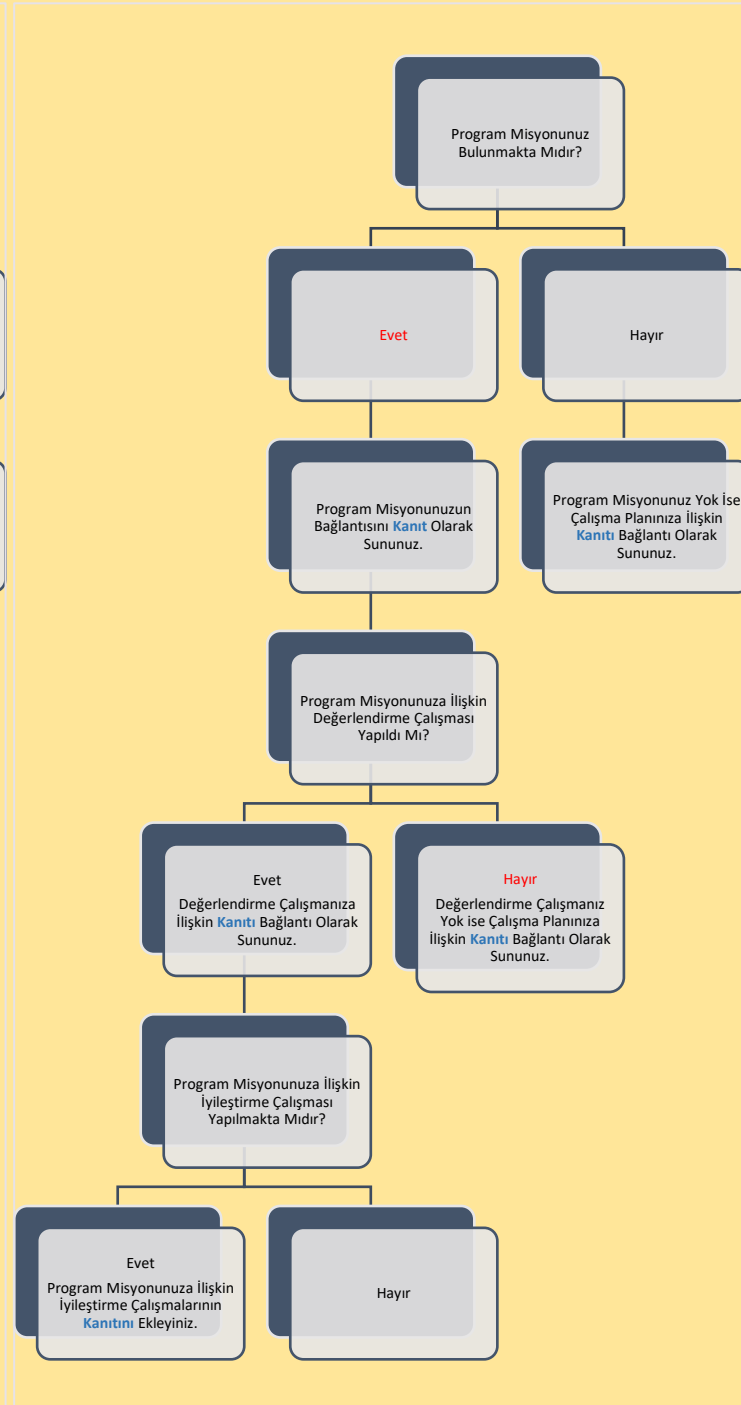 Program Misyonunuz
Bulunmakta Mıdır?
Evet
Hayır
Program Misyonunuzun
Bağlantısını Kanıt Olarak
Sununuz.
Program Misyonunuz Yok İse
Çalışma Planınıza İlişkin
Kanıtı Bağlantı Olarak
Sununuz.
Program Misyonunuza İlişkin
Değerlendirme Çalışması
Yapıldı Mı?
Evet
Değerlendirme Çalışmanıza
İlişkin Kanıtı Bağlantı Olarak
Sununuz.
Hayır
Değerlendirme Çalışmanız
Yok ise Çalışma Planınıza
İlişkin Kanıtı Bağlantı Olarak
Sununuz.
Program Misyonunuza İlişkin
İyileştirme Çalışması
Yapılmakta Mıdır?
Evet
Program Misyonunuza İlişkin
İyileştirme Çalışmalarının
Kanıtını Ekleyiniz.
Hayır